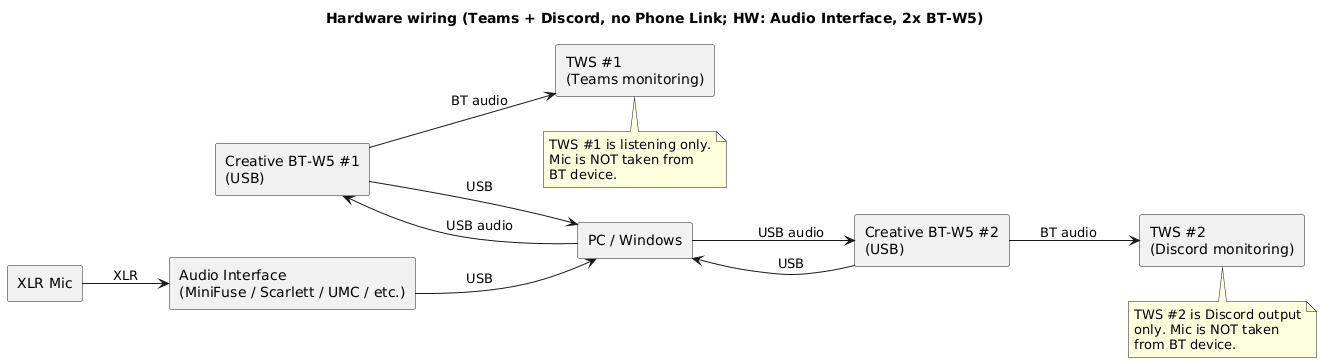 Hardware wiring (Teams + Discord, no Phone Link; HW: Audio Interface, 2x BT-W5)
TWS #1
(Teams monitoring)
BT audio
TWS #1 is listening only.
Mic is NOT taken from
BT device.
Creative BT-W5 #1
(USB)
USB
USB audio
PC / Windows
USB audio
USB
Creative BT-W5 #2
(USB)
BT audio
TWS #2
(Discord monitoring)
XLR Mic
XLR
Audio Interface
(MiniFuse / Scarlett / UMC / etc.)
USB
TWS #2 is Discord output
only. Mic is NOT taken
from BT device.